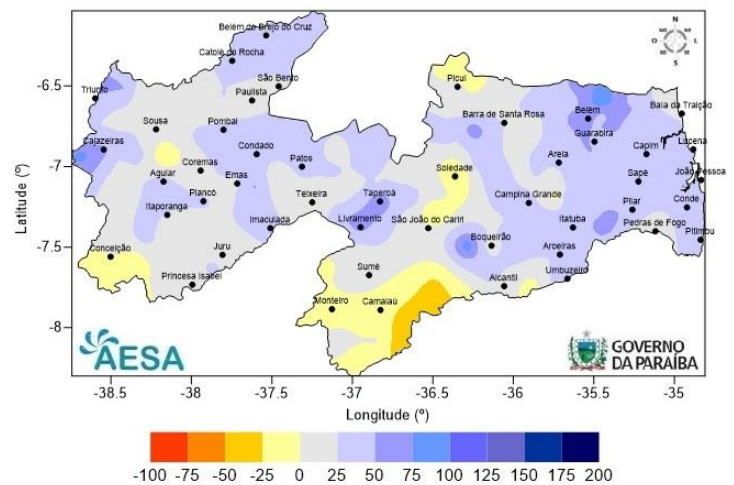 Belém do Brejo do Cruz
N
NO NE
O L
SO SE
S
Catolé do Rocha
-6.5
São Bento
Picuí
Triunfo
Paulista
Baía da Traição
Sousa
Pombal
Barra de Santa Rosa
Belém
Guarabira
Cajazeiras
Condado
Capim
Lucena
-7
Coremas
Patos
Areia
Aguiar
Emas
Soledade
Sapé
João Pessoa
Piancó
Teixeira
Taperoá
Campina Grande
Itaporanga
Pilar
Conde
Imaculada
Livramento
São João do Cariri
Itatuba
Pedras de Fogo
-7.5
Conceição
Juru
Boqueirão
Aroeiras
Pitimbu
Princesa Isabel
Sumé
Alcantil
Umbuzeiro
Monteiro
Camalaú
-8
AESA
GOVERNO
DA PARAÍBA
Latitude (º)
-38.5 -38 -37.5 -37 -36.5 -36 -35.5 -35
Longitude (º)
-100 -75 -50 -25 0 25 50 75 100 125 150 175 200